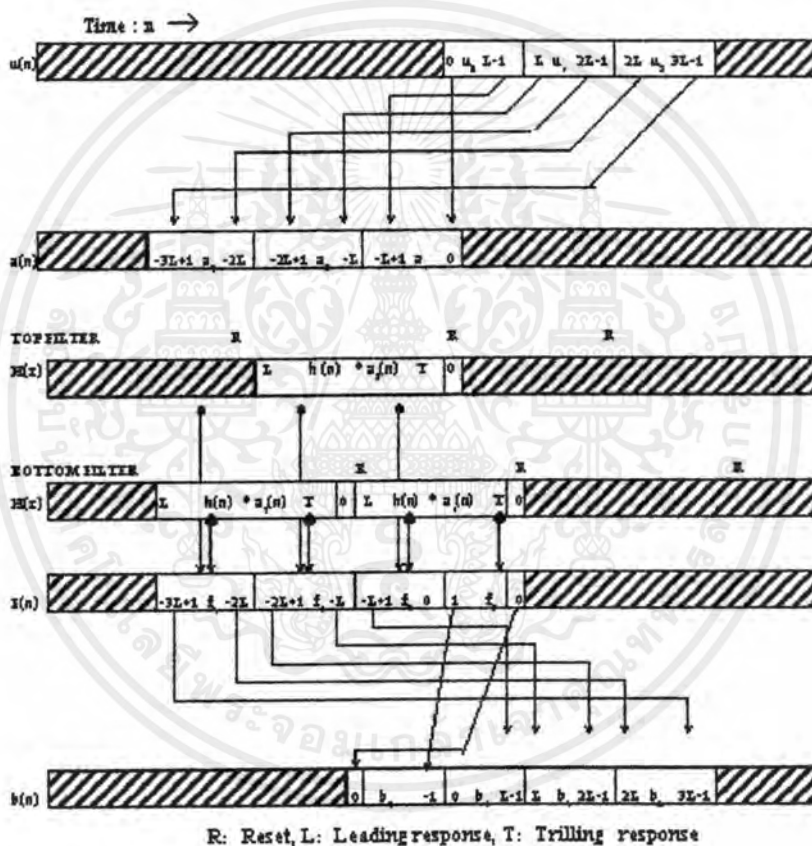 Time : n
u(n) 0 u L-1 L u 2L-1 2L u 3L-1
a(n) -3L+1 a -2L -2L+1 a -L -L+1 a 0
TOP FILTER R R R
H(z) L h(n) * a(n) T 0
BOTTOM FILTER R R R
H(z) L h(n) * a(n) T 0 L h(n) * a(n) T 0
x(n) -3L+1 f -2L -2L+1 f -L -L+1 f 0 1 f 0
b(n) 0 b -1 0 b L-1 L b 2L-1 2L b 3L-1
R: Reset, L: Leading response, T: Trilling response